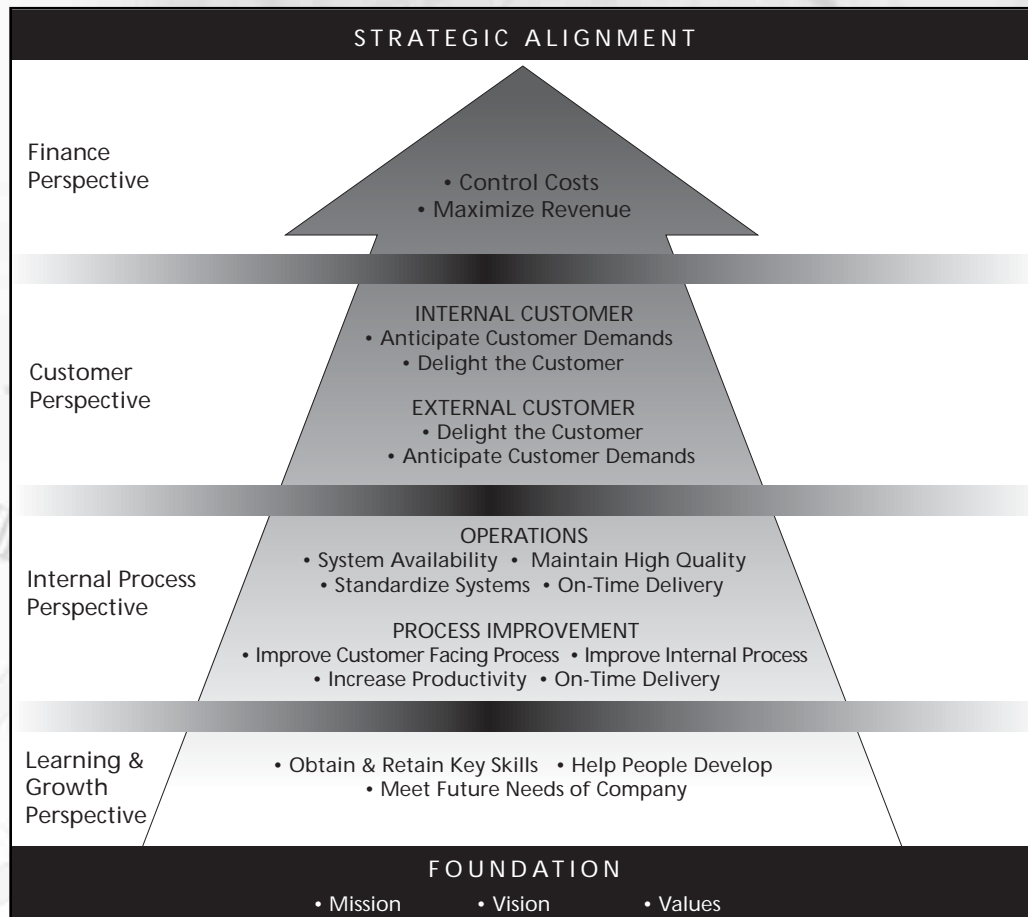 STRATEGIC ALIGNMENT
Finance
Perspective
• Control Costs
• Maximize Revenue
Customer
Perspective
INTERNAL CUSTOMER
• Anticipate Customer Demands
• Delight the Customer
EXTERNAL CUSTOMER
• Delight the Customer
• Anticipate Customer Demands
Internal Process
Perspective
OPERATIONS
• System Availability • Maintain High Quality
• Standardize Systems • On-Time Delivery
PROCESS IMPROVEMENT
• Improve Customer Facing Process • Improve Internal Process
• Increase Productivity • On-Time Delivery
Learning &
Growth
Perspective
• Obtain & Retain Key Skills • Help People Develop
• Meet Future Needs of Company
FOUNDATION
• Mission • Vision • Values